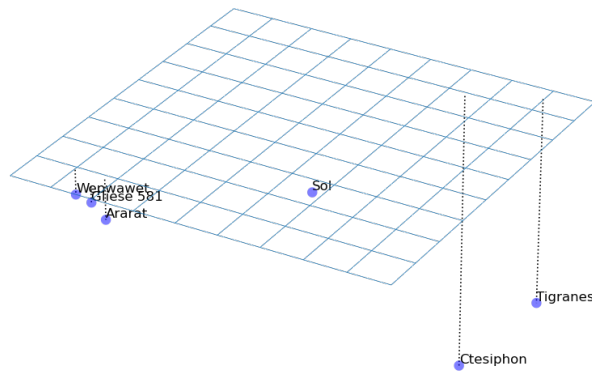 Sol
Wepwawet
Gliese 581
Ararat
Tigranes
Ctesiphon